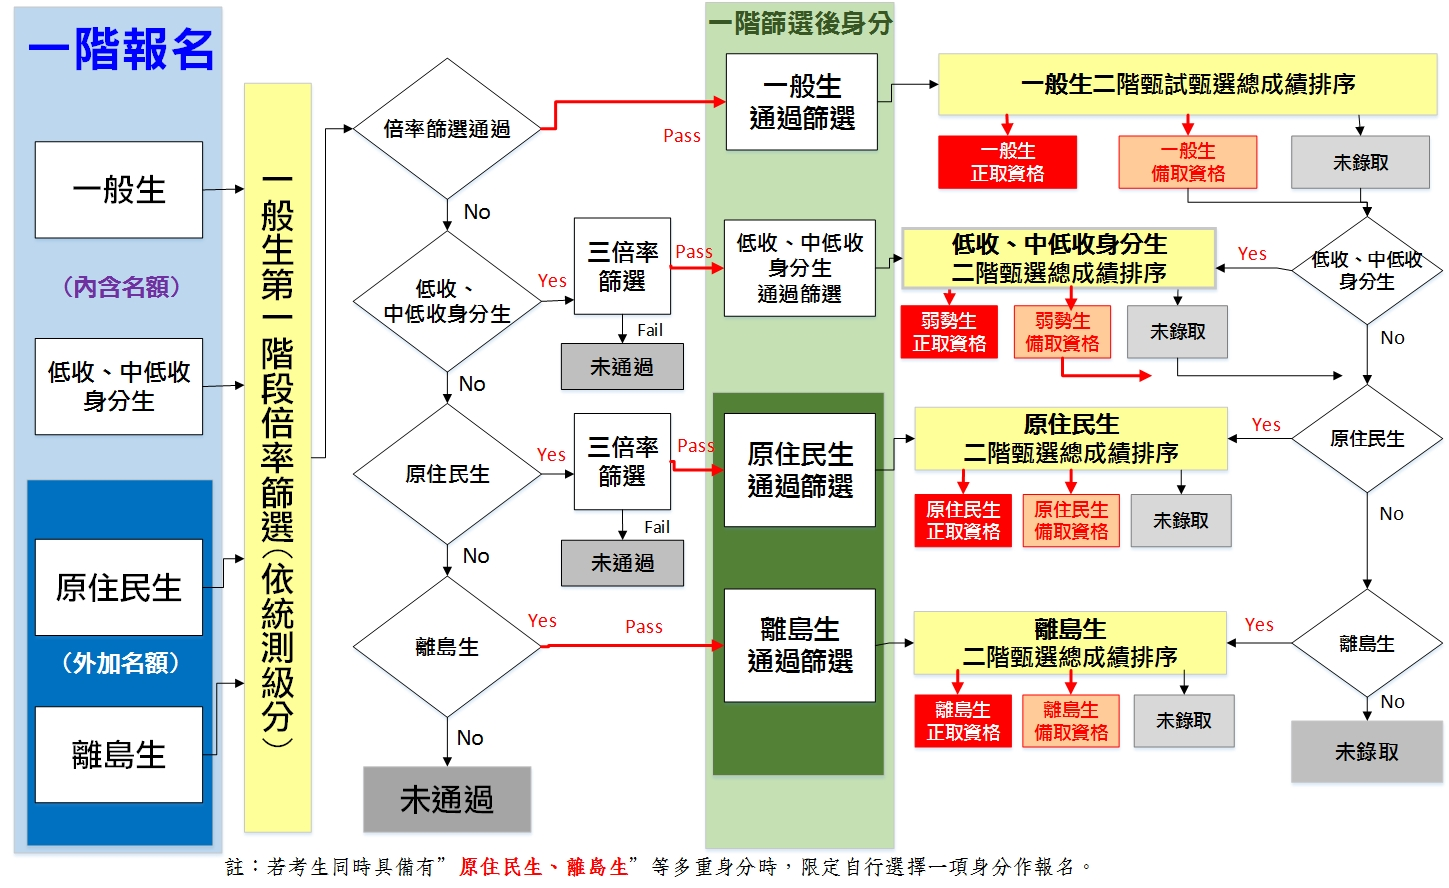 一階報名
一般生
（內含名額）
低收、中低收
身分生
原住民生
（外加名額）
離島生
一般生第一階段倍率篩選（依統測級分）
倍率篩選通過
Pass
No
低收、
中低收身分生
Yes
三倍率
篩選
Pass
Fail
未通過
No
原住民生
Yes
三倍率
篩選
Pass
Fail
未通過
No
離島生
Yes
Pass
No
未通過
一階篩選後身分
一般生
通過篩選
低收、中低收
身分生
通過篩選
原住民生
通過篩選
離島生
通過篩選
一般生二階甄試甄選總成績排序
一般生
正取資格
一般生
備取資格
未錄取
低收、中低收身分生
二階甄選總成績排序
Yes
低收、中低收
身分生
弱勢生
正取資格
弱勢生
備取資格
未錄取
No
原住民生
二階甄選總成績排序
Yes
原住民生
原住民生
正取資格
原住民生
備取資格
未錄取
No
離島生
二階甄選總成績排序
Yes
離島生
離島生
正取資格
離島生
備取資格
未錄取
No
未錄取
註：若考生同時具備有”原住民生、離島生”等多重身分時，限定自行選擇一項身分作報名。